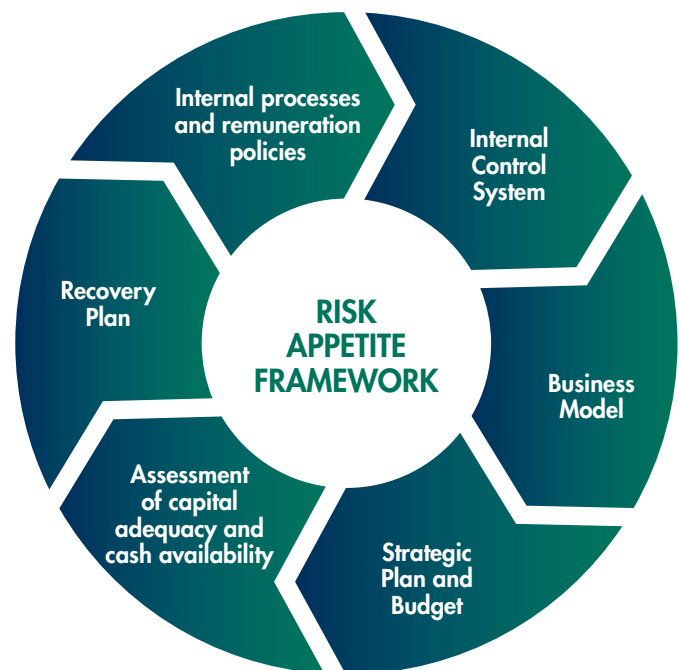 Internal processes
and remuneration
policies
Internal
Control
System
Recovery
Plan
RISK
APPETITE
FRAMEWORK
Business
Model
Assessment
of capital
adequacy and
cash availability
Strategic
Plan and
Budget